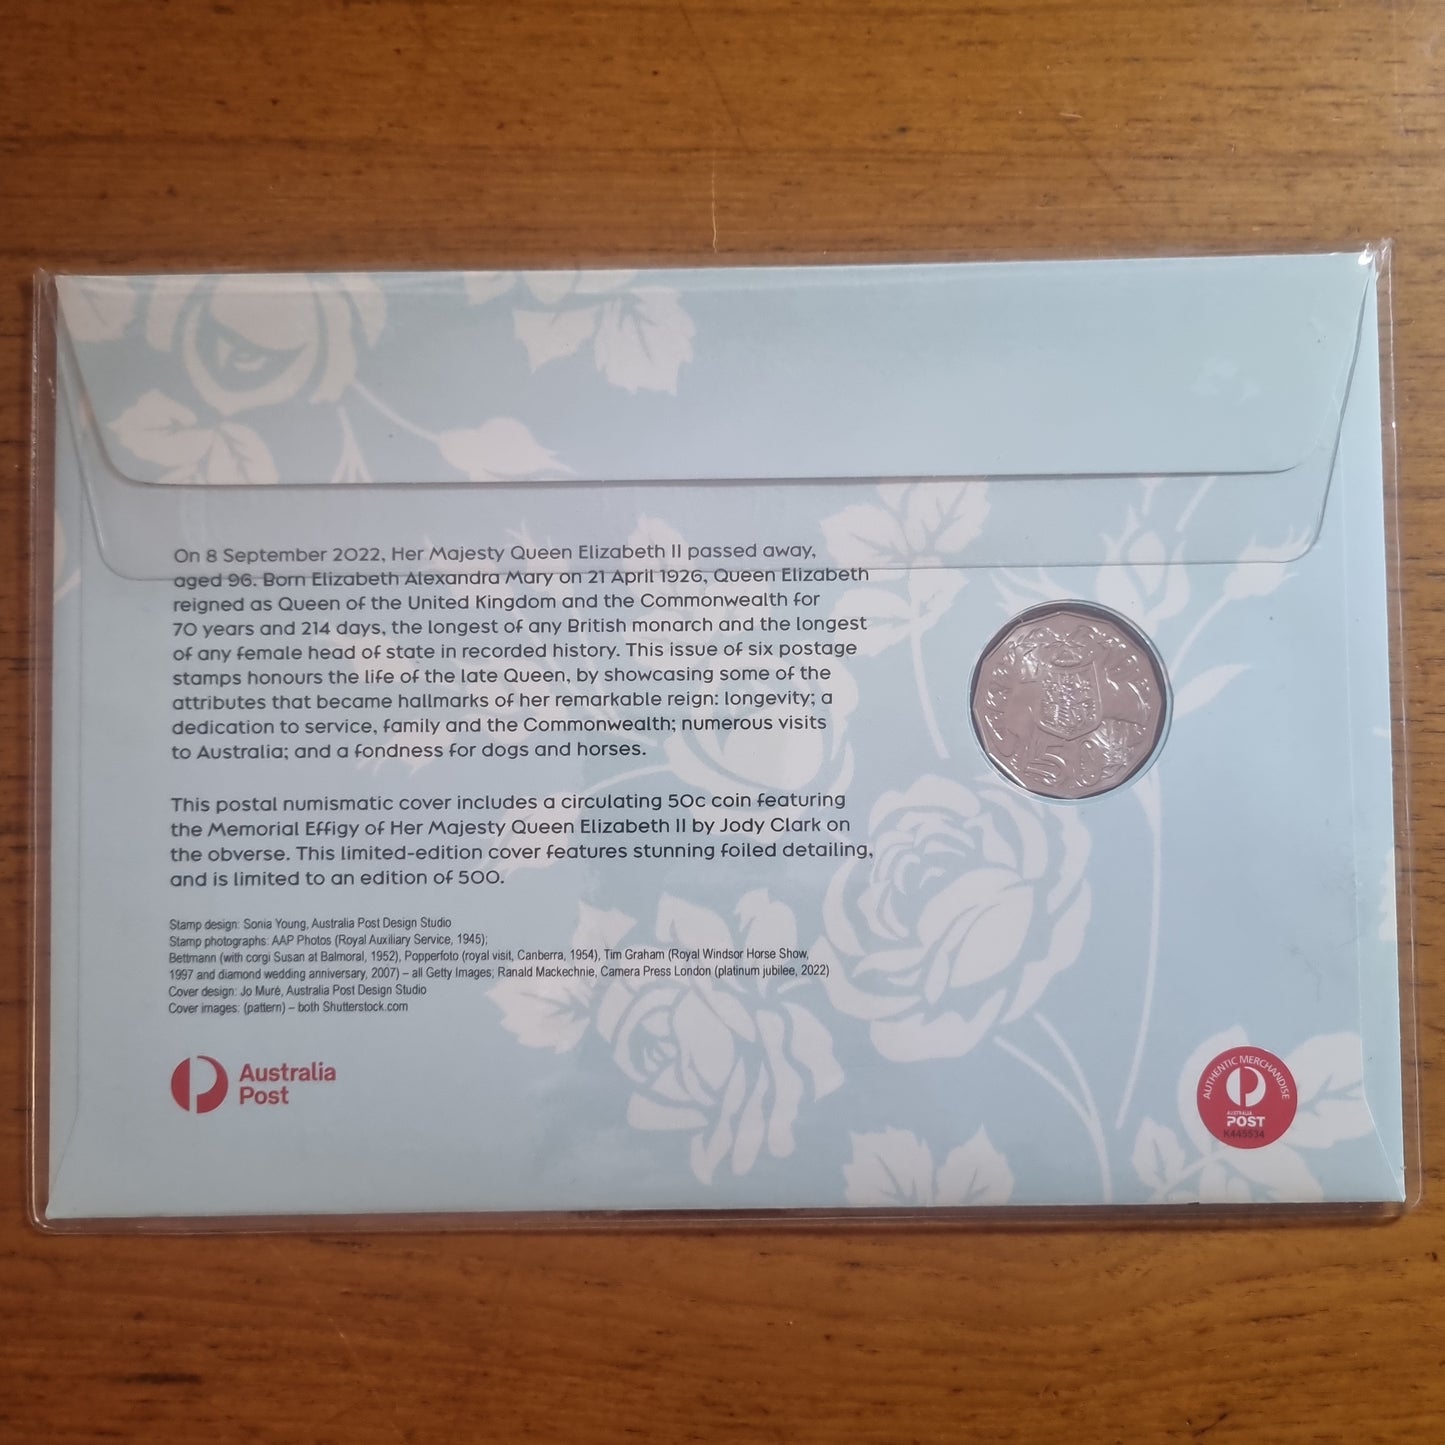 On 8 September 2022, Her Majesty Queen Elizabeth II passed away,
aged 96. Born Elizabeth Alexandra Mary on 21 April 1926, Queen Elizabeth
reigned as Queen of the United Kingdom and the Commonwealth for
70 years and 214 days, the longest of any British monarch and the longest
of any female head of state in recorded history. This issue of six postage
stamps honours the life of the late Queen, by showcasing some of the
attributes that became hallmarks of her remarkable reign: longevity; a
dedication to service, family and the Commonwealth; numerous visits
to Australia; and a fondness for dogs and horses.
This postal numismatic cover includes a circulating 50c coin featuring
the Memorial Effigy of Her Majesty Queen Elizabeth II by Jody Clark on
the obverse. This limited-edition cover features stunning foiled detailing,
and is limited to an edition of 500.
Stamp design: Sonia Young, Australia Post Design Studio
Stamp photographs: AAP Photos (Royal Auxiliary Service, 1945);
Bettmann (with corgi Susan at Balmoral, 1952), Popperfoto (royal visit, Canberra, 1954), Tim Graham (Royal Windsor Horse Show,
1997 and diamond wedding anniversary, 2007) – all Getty Images; Ranald Mackechnie, Camera Press London (platinum jubilee, 2022)
Cover design: Jo Muré, Australia Post Design Studio
Cover images: (pattern) – both Shutterstock.com
Australia
Post
50
AUTHENTIC MERCHANDISE
AUSTRALIA
POST
K445534